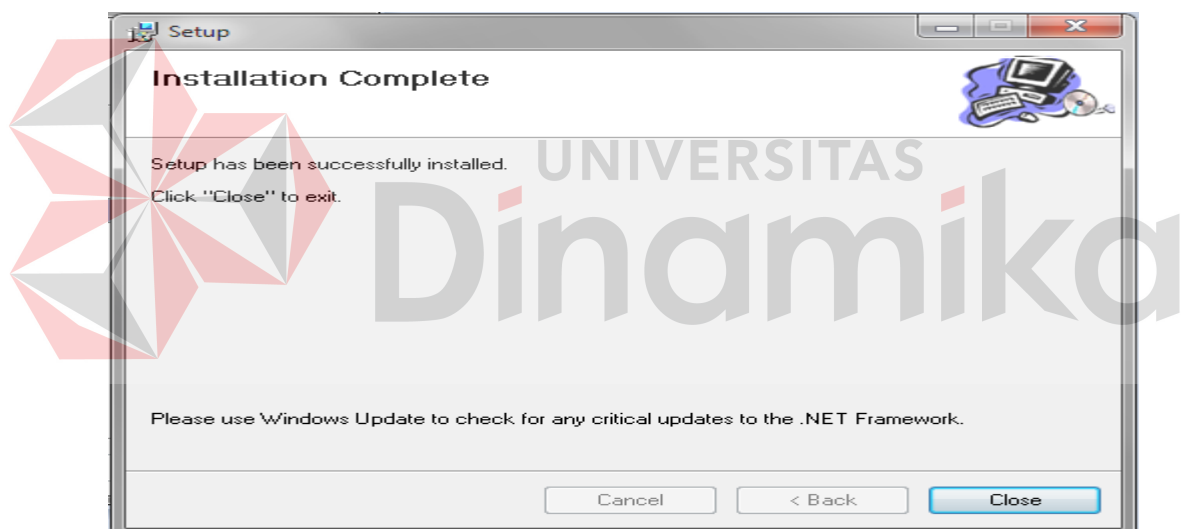 Setup
Installation Complete
Setup has been successfully installed.
Click "Close" to exit.
UNIVERSITAS
Dinamika
Please use Windows Update to check for any critical updates to the .NET Framework.
Cancel
< Back
Close